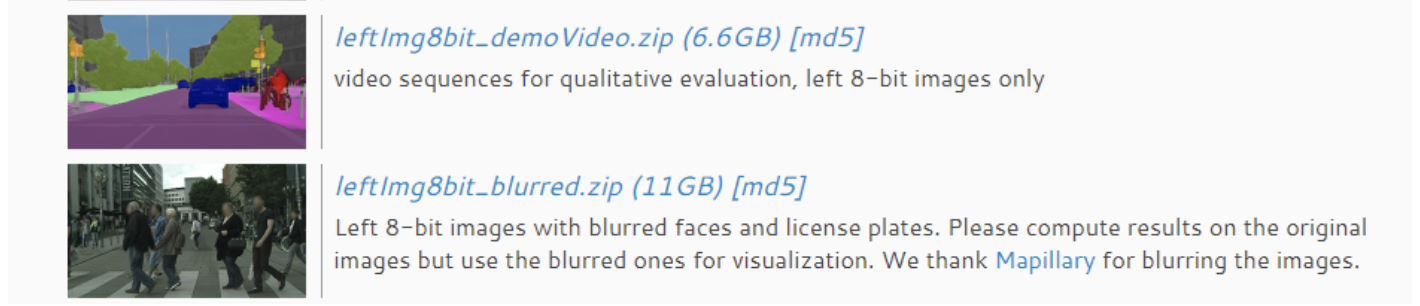 leftImg8bit_demoVideo.zip (6.6GB) [md5]
video sequences for qualitative evaluation, left 8-bit images only
leftImg8bit_blurred.zip (11GB) [md5]
Left 8-bit images with blurred faces and license plates. Please compute results on the original
images but use the blurred ones for visualization. We thank Mapillary for blurring the images.